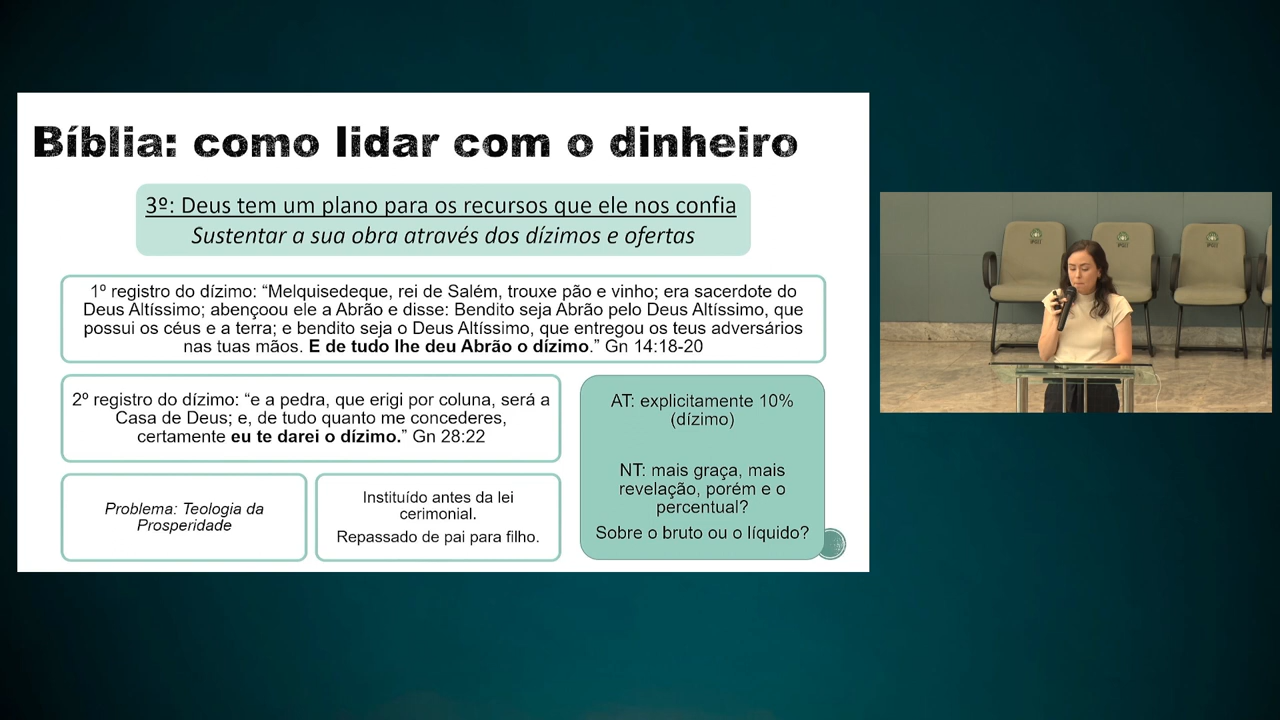 Bíblia: como lidar com o dinheiro
3º: Deus tem um plano para os recursos que ele nos confia
Sustentar a sua obra através dos dízimos e ofertas
1º registro do dízimo: “Melquisedeque, rei de Salém, trouxe pão e vinho; era sacerdote do
Deus Altíssimo; abençoou ele a Abrão e disse: Bendito seja Abrão pelo Deus Altíssimo, que
possui os céus e a terra; e bendito seja o Deus Altíssimo, que entregou os teus adversários
nas tuas mãos. E de tudo lhe deu Abrão o dízimo.” Gn 14:18-20
2º registro do dízimo: “e a pedra, que erigi por coluna, será a
Casa de Deus; e, de tudo quanto me concederes,
certamente eu te darei o dízimo.” Gn 28:22
Problema: Teologia da
Prosperidade
Instituído antes da lei
cerimonial.
Repassado de pai para filho.
AT: explicitamente 10%
(dízimo)
NT: mais graça, mais
revelação, porém e o
percentual?
Sobre o bruto ou o líquido?